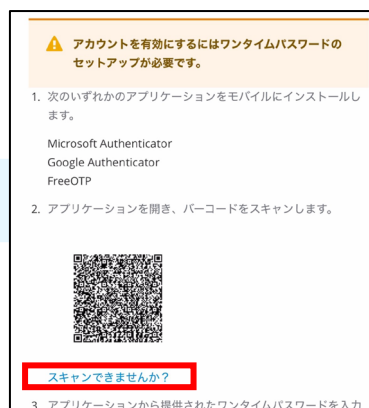 アカウントを有効にするにはワンタイムパスワードの
セットアップが必要です。
1. 次のいずれかのアプリケーションをモバイルにインストールし
ます。
Microsoft Authenticator
Google Authenticator
FreeOTP
2. アプリケーションを開き、バーコードをスキャンします。
スキャンできませんか？
3. アプリケーションから提供されたワンタイムパスワードを入力